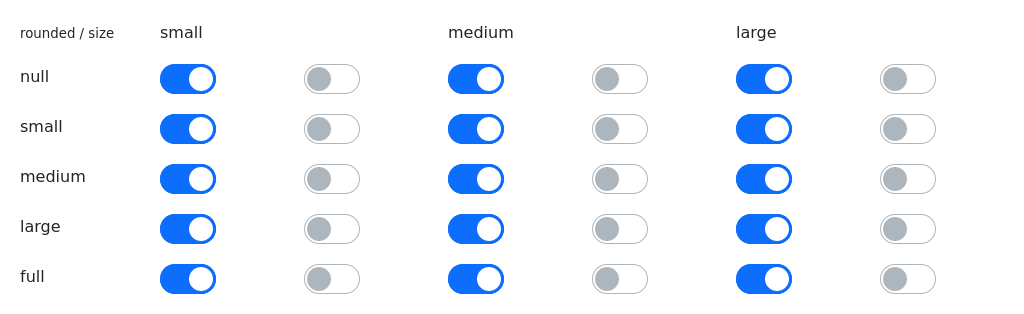 rounded / size small medium large
null
small
medium
large
full